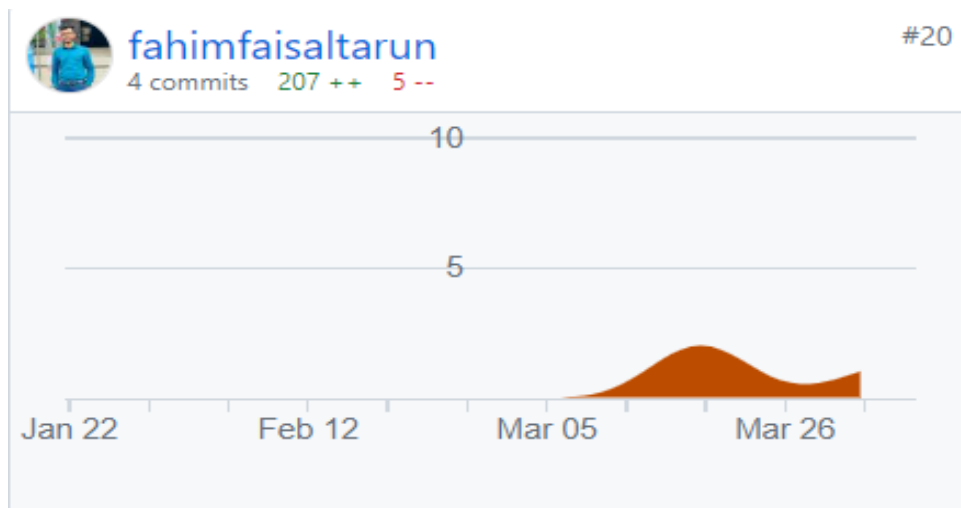 fahimfaisaltarun
#20
4 commits 207 ++ 5 --
10
5
Jan 22 Feb 12 Mar 05 Mar 26